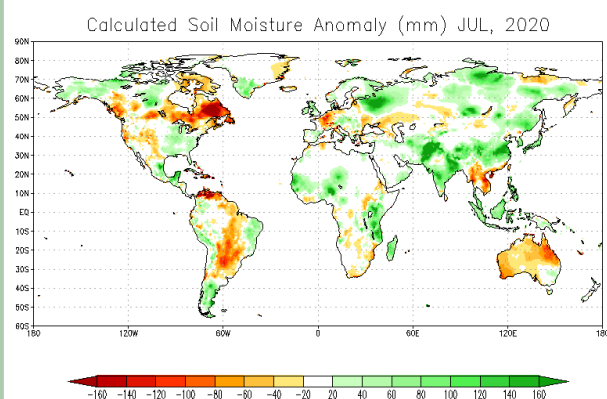 Calculated Soil Moisture Anomaly (mm) JUL, 2020
90N
80N
70N
60N
50N
40N
30N
20N
10N
EQ
10S
20S
30S
40S
50S
60S
180 120W 60W 0 60E 120E 180
-160 -140 -120 -100 -80 -60 -40 -20 20 40 60 80 100 120 140 160